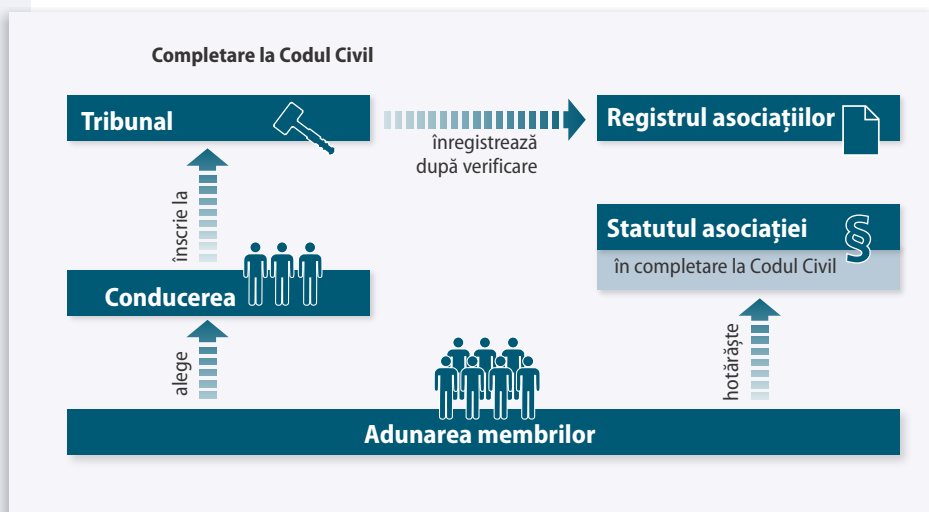 Completare la Codul Civil
Tribunal
înregistrează
după verificare
Registrul asociațiilor
înscrie la
Statutul asociației
§
în completare la Codul Civil
Conducerea
alege
hotărăște
Adunarea membrilor